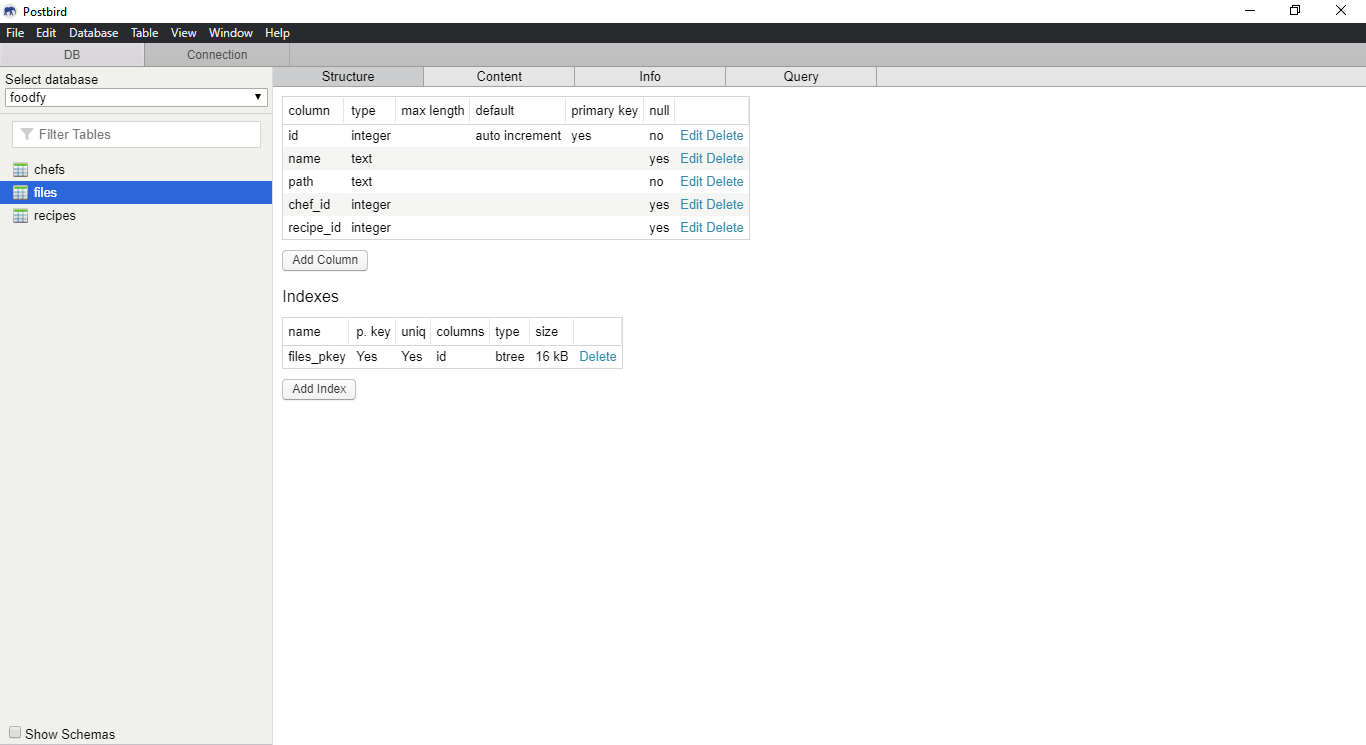 Postbird
File Edit Database Table View Window Help
DB Connection
Select database
foodfy
Filter Tables
chefs
files
recipes
Show Schemas
Structure Content Info Query
column type max length default primary key null
id integer auto increment yes no Edit Delete
name text yes Edit Delete
path text no Edit Delete
chef_id integer yes Edit Delete
recipe_id integer yes Edit Delete
Add Column
Indexes
name p. key uniq columns type size
files_pkey Yes Yes id btree 16 kB Delete
Add Index